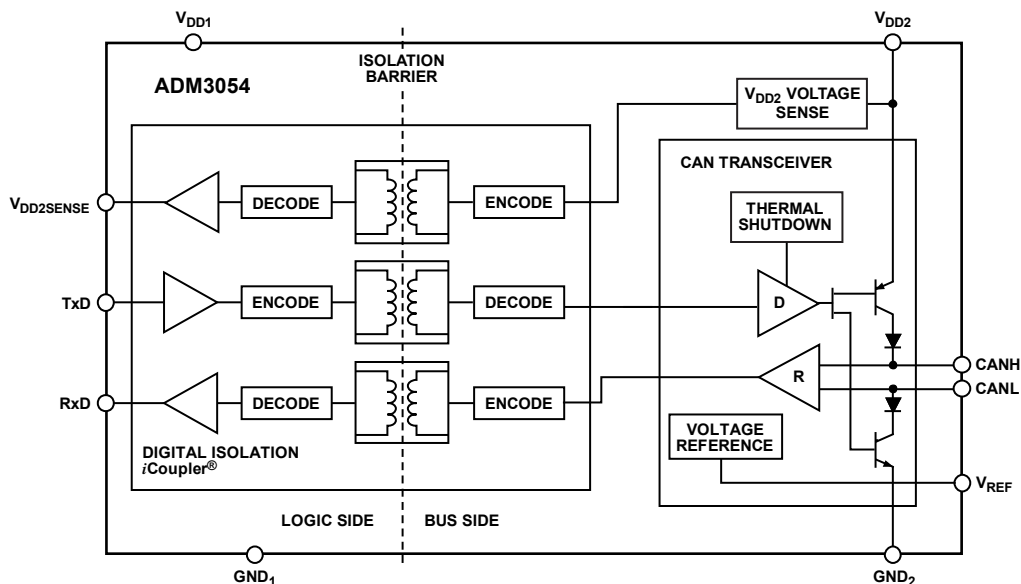 VDD1
VDD2
ADM3054
ISOLATION
BARRIER
VDD2 VOLTAGE
SENSE
CAN TRANSCEIVER
VDD2SENSE
DECODE
ENCODE
THERMAL
SHUTDOWN
TxD
ENCODE
DECODE
D
CANH
CANL
RxD
DECODE
ENCODE
R
VOLTAGE
REFERENCE
DIGITAL ISOLATION
iCoupler®
VREF
LOGIC SIDE
BUS SIDE
GND1
GND2